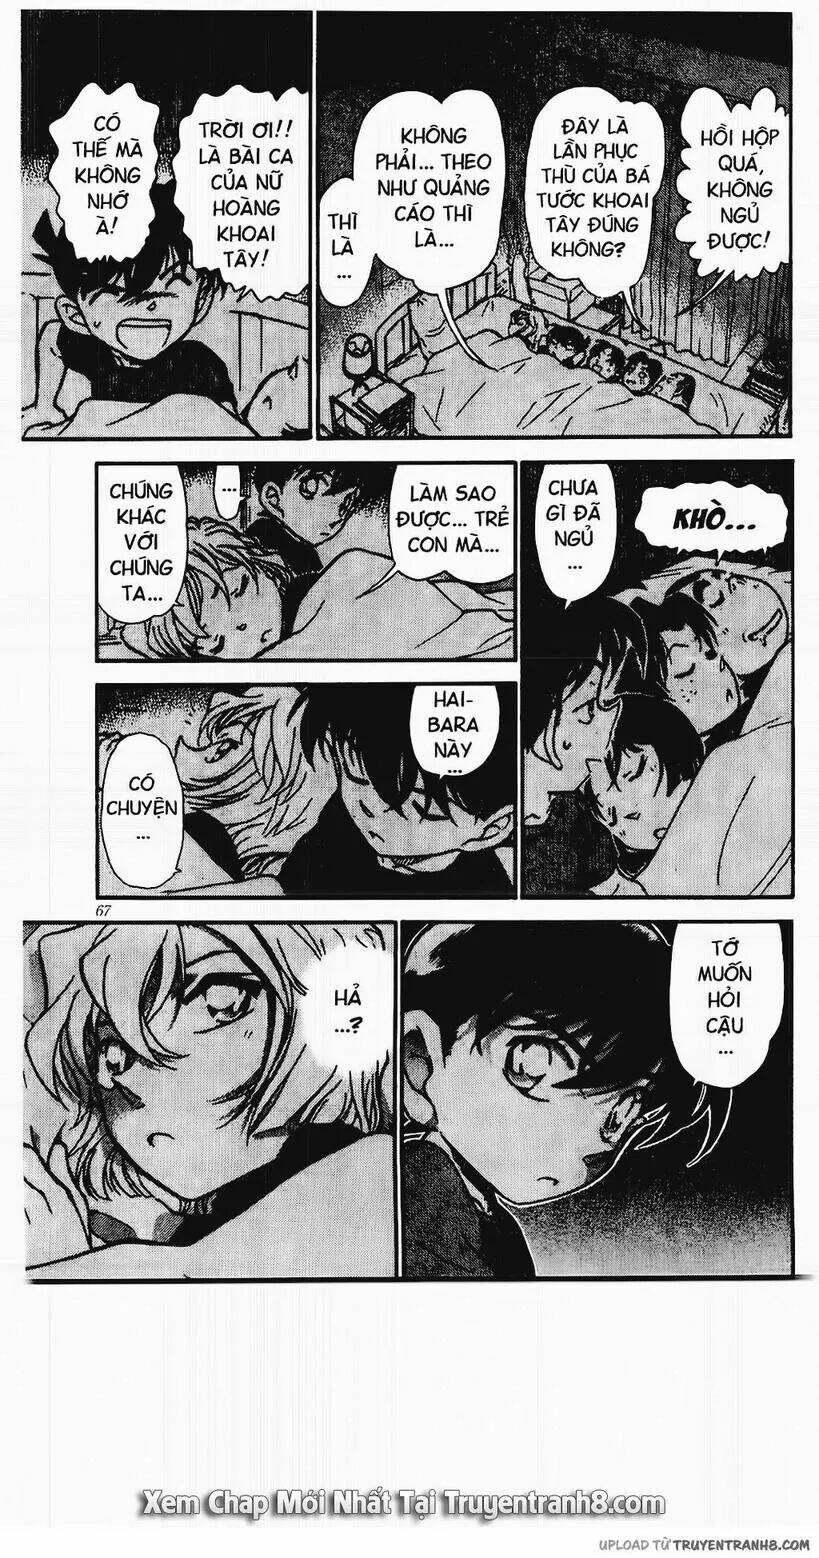 HỒI HỘP
QUÁ,
KHÔNG
NGỦ
ĐƯỢC!
ĐÂY LÀ
LẦN PHỤC
THÙ CỦA BÁ
TƯỚC KHOAI
TÂY ĐÚNG
KHÔNG?
KHÔNG
PHẢI... THEO
NHƯ QUẢNG
CÁO THÌ
LÀ...
THÌ
LÀ
...
TRỜI ƠI!!
LÀ BÀI CA
CỦA NỮ
HOÀNG
KHOAI
TÂY!
CÓ
THẾ MÀ
KHÔNG
NHỚ
À!
KHÒ...
CHƯA
GÌ ĐÃ
NGỦ
...
LÀM SAO
ĐƯỢC... TRẺ
CON MÀ...
...
CHÚNG
KHÁC
VỚI
CHÚNG
TA...
HAI-
BARA
NÀY
...
CÓ
CHUYỆN
...
67
TỚ
MUỐN
HỎI
CẬU
...
HẢ
...?
Xem Chap Mới Nhất Tại Truyentranh8.com
UPLOAD TỪ TRUYENTRANH8.COM